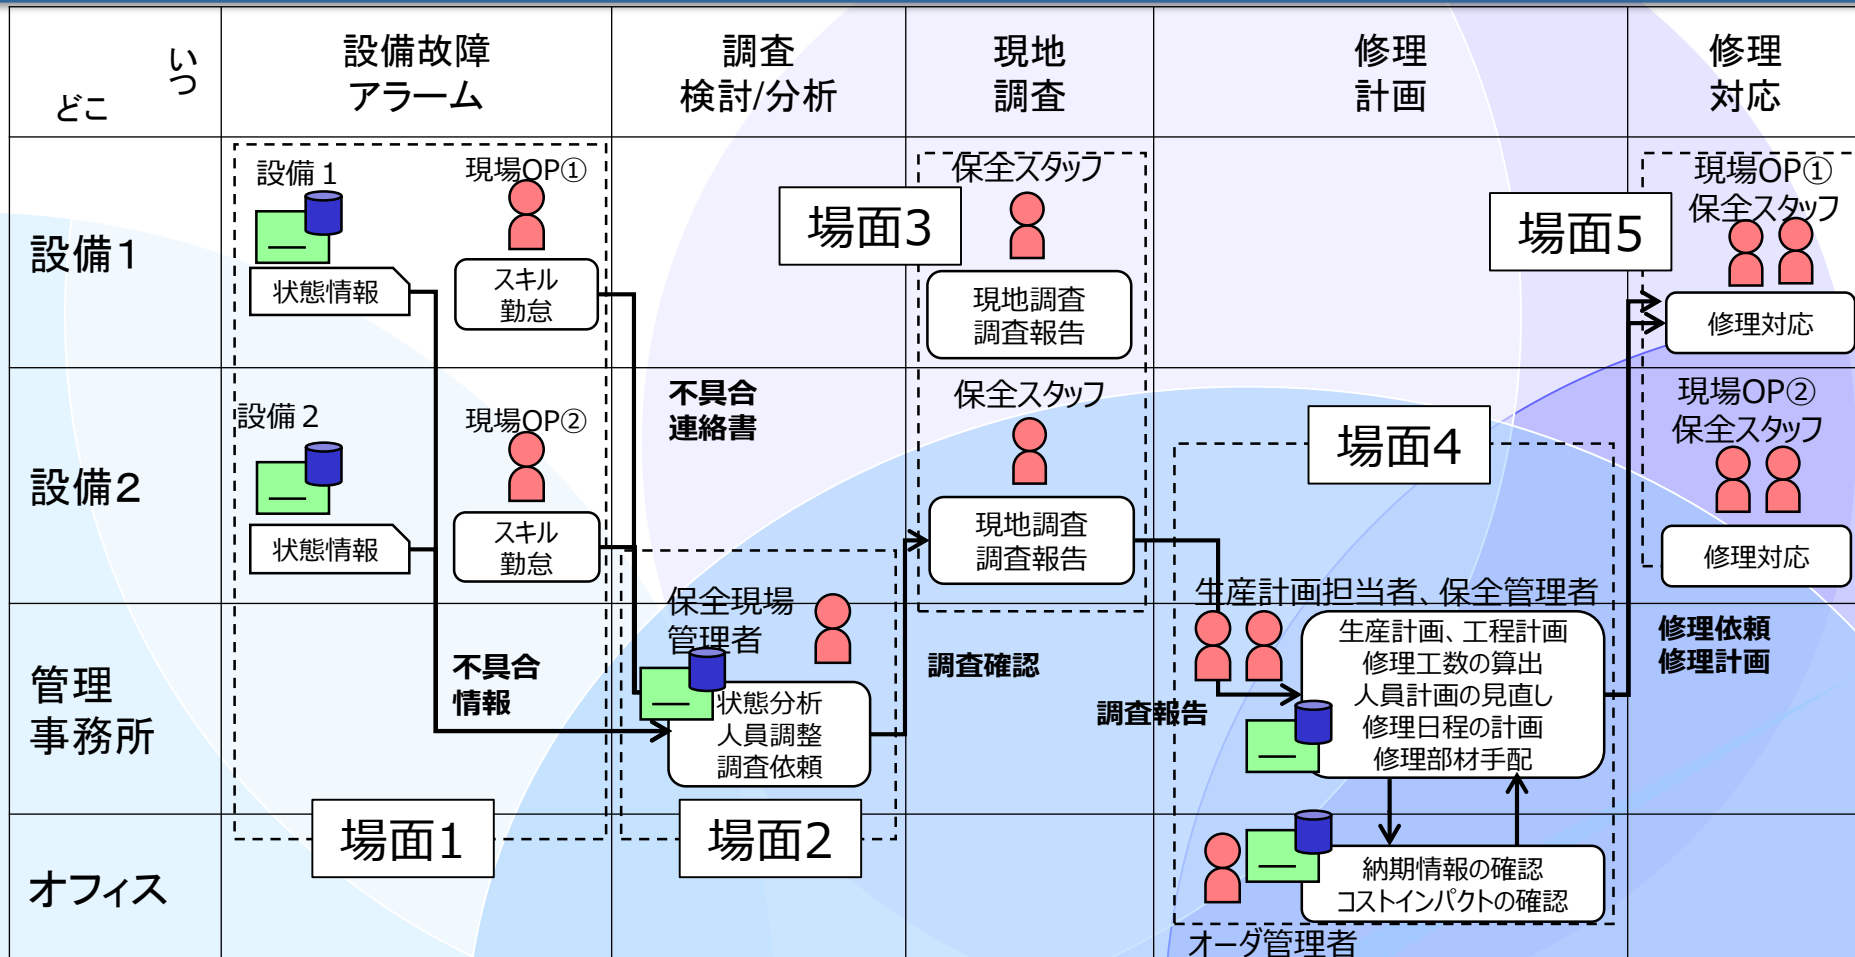 いつ
どこ
設備故障
アラーム
調査
検討/分析
現地
調査
修理
計画
修理
対応
設備1
設備１
現場OP①
状態情報
スキル
勤怠
場面3
保全スタッフ
現地調査
調査報告
場面5
現場OP①
保全スタッフ
修理対応
設備2
設備２
現場OP②
状態情報
スキル
勤怠
不具合
連絡書
保全スタッフ
現地調査
調査報告
場面4
現場OP②
保全スタッフ
修理対応
管理
事務所
不具合
情報
保全現場
管理者
状態分析
人員調整
調査依頼
調査確認
調査報告
生産計画担当者、保全管理者
生産計画、工程計画
修理工数の算出
人員計画の見直し
修理日程の計画
修理部材手配
修理依頼
修理計画
オフィス
場面1
場面2
納期情報の確認
コストインパクトの確認
オーダ管理者